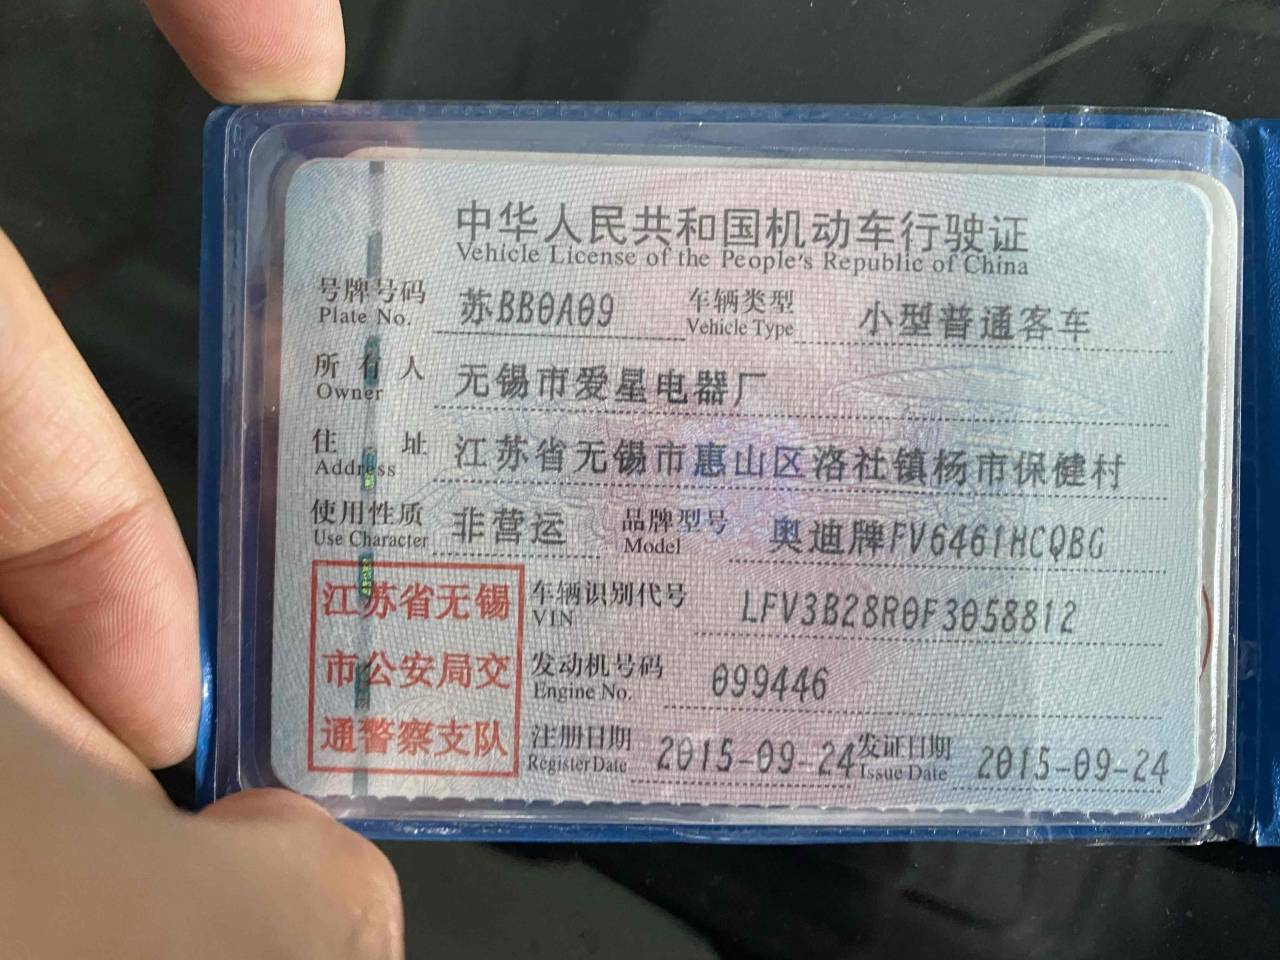 中华人民共和国机动车行驶证
Vehicle License of the People's Republic of China
号牌号码 苏BB0A09 车辆类型 小型普通客车
Plate No. Vehicle Type
所有人 无锡市爱星电器厂
Owner
住址 江苏省无锡市惠山区洛社镇杨市保健村
Address
使用性质 非营运 品牌型号 奥迪牌FV6461HCQBG
Use Character Model
江苏省无锡
市公安局交
通警察支队
车辆识别代号 LFV3B28R0F3058812
VIN
发动机号码 099446
Engine No.
注册日期 2015-09-24 发证日期 2015-09-24
Register Date Issue Date